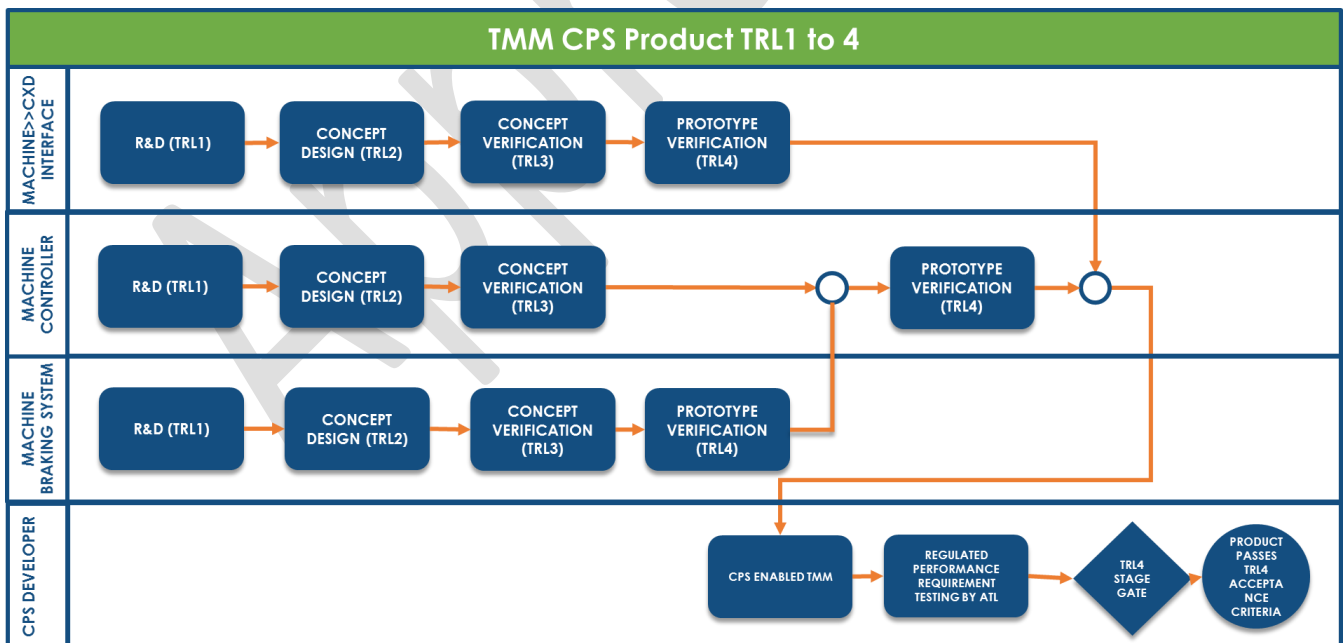 TMM CPS Product TRL1 to 4
MACHINE>>CXD
INTERFACE
R&D (TRL1)
CONCEPT
DESIGN (TRL2)
CONCEPT
VERIFICATION
(TRL3)
PROTOTYPE
VERIFICATION
(TRL4)
MACHINE
CONTROLLER
R&D (TRL1)
CONCEPT
DESIGN (TRL2)
CONCEPT
VERIFICATION
(TRL3)
PROTOTYPE
VERIFICATION
(TRL4)
MACHINE
BRAKING SYSTEM
R&D (TRL1)
CONCEPT
DESIGN (TRL2)
CONCEPT
VERIFICATION
(TRL3)
PROTOTYPE
VERIFICATION
(TRL4)
CPS DEVELOPER
CPS ENABLED TMM
REGULATED
PERFORMANCE
REQUIREMENT
TESTING BY ATL
TRL4
STAGE
GATE
PRODUCT
PASSES
TRL4
ACCEPTA
NCE
CRITERIA